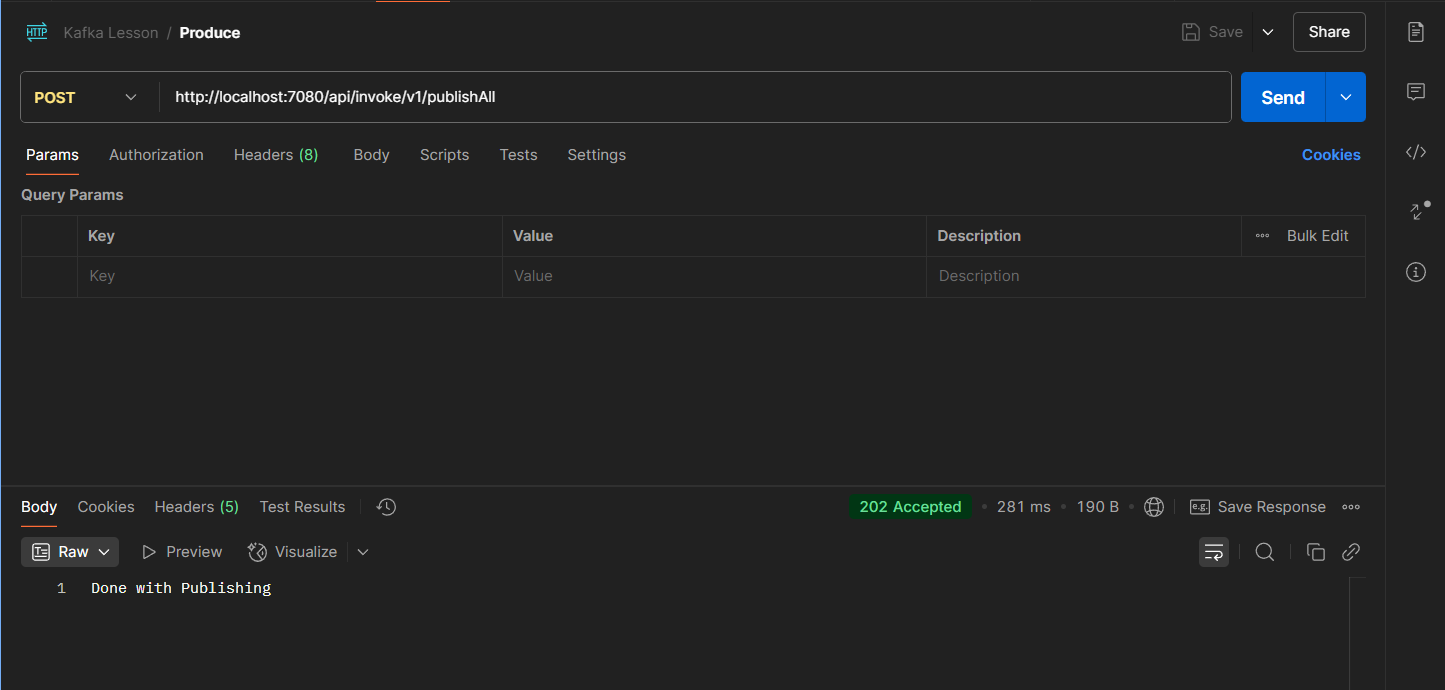 HTTP Kafka Lesson / Produce Save Share
POST http://localhost:7080/api/invoke/v1/publishAll Send
Params Authorization Headers (8) Body Scripts Tests Settings Cookies
Query Params
Key Value Description Bulk Edit
Key Value Description
Body Cookies Headers (5) Test Results 202 Accepted • 281 ms • 190 B • e.g. Save Response
Raw Preview Visualize
1 Done with Publishing